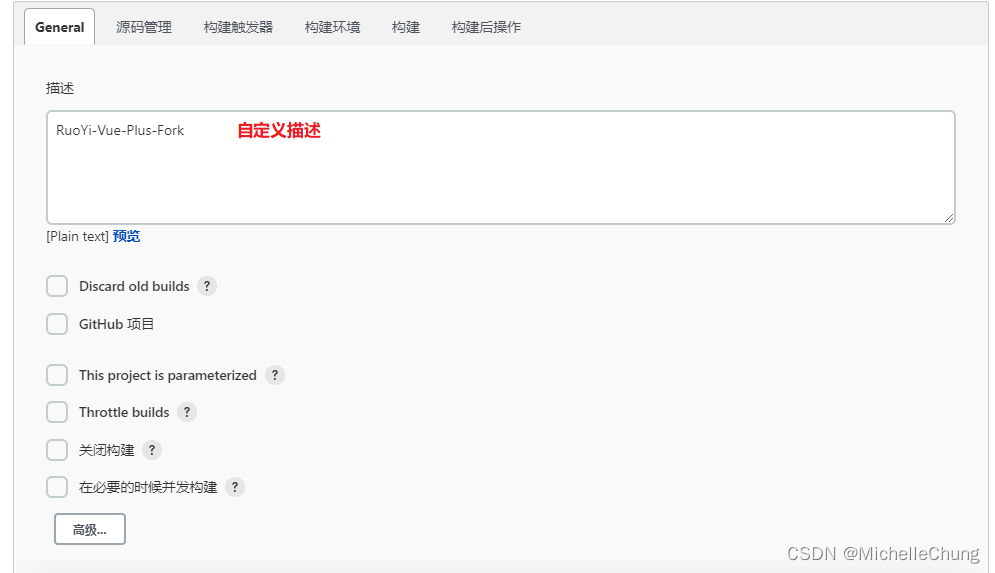 General 源码管理 构建触发器 构建环境 构建 构建后操作
描述
RuoYi-Vue-Plus-Fork 自定义描述
[Plain text] 预览
Discard old builds ?
GitHub 项目
This project is parameterized ?
Throttle builds ?
关闭构建 ?
在必要的时候并发构建 ?
高级...
CSDN @MichelleChung